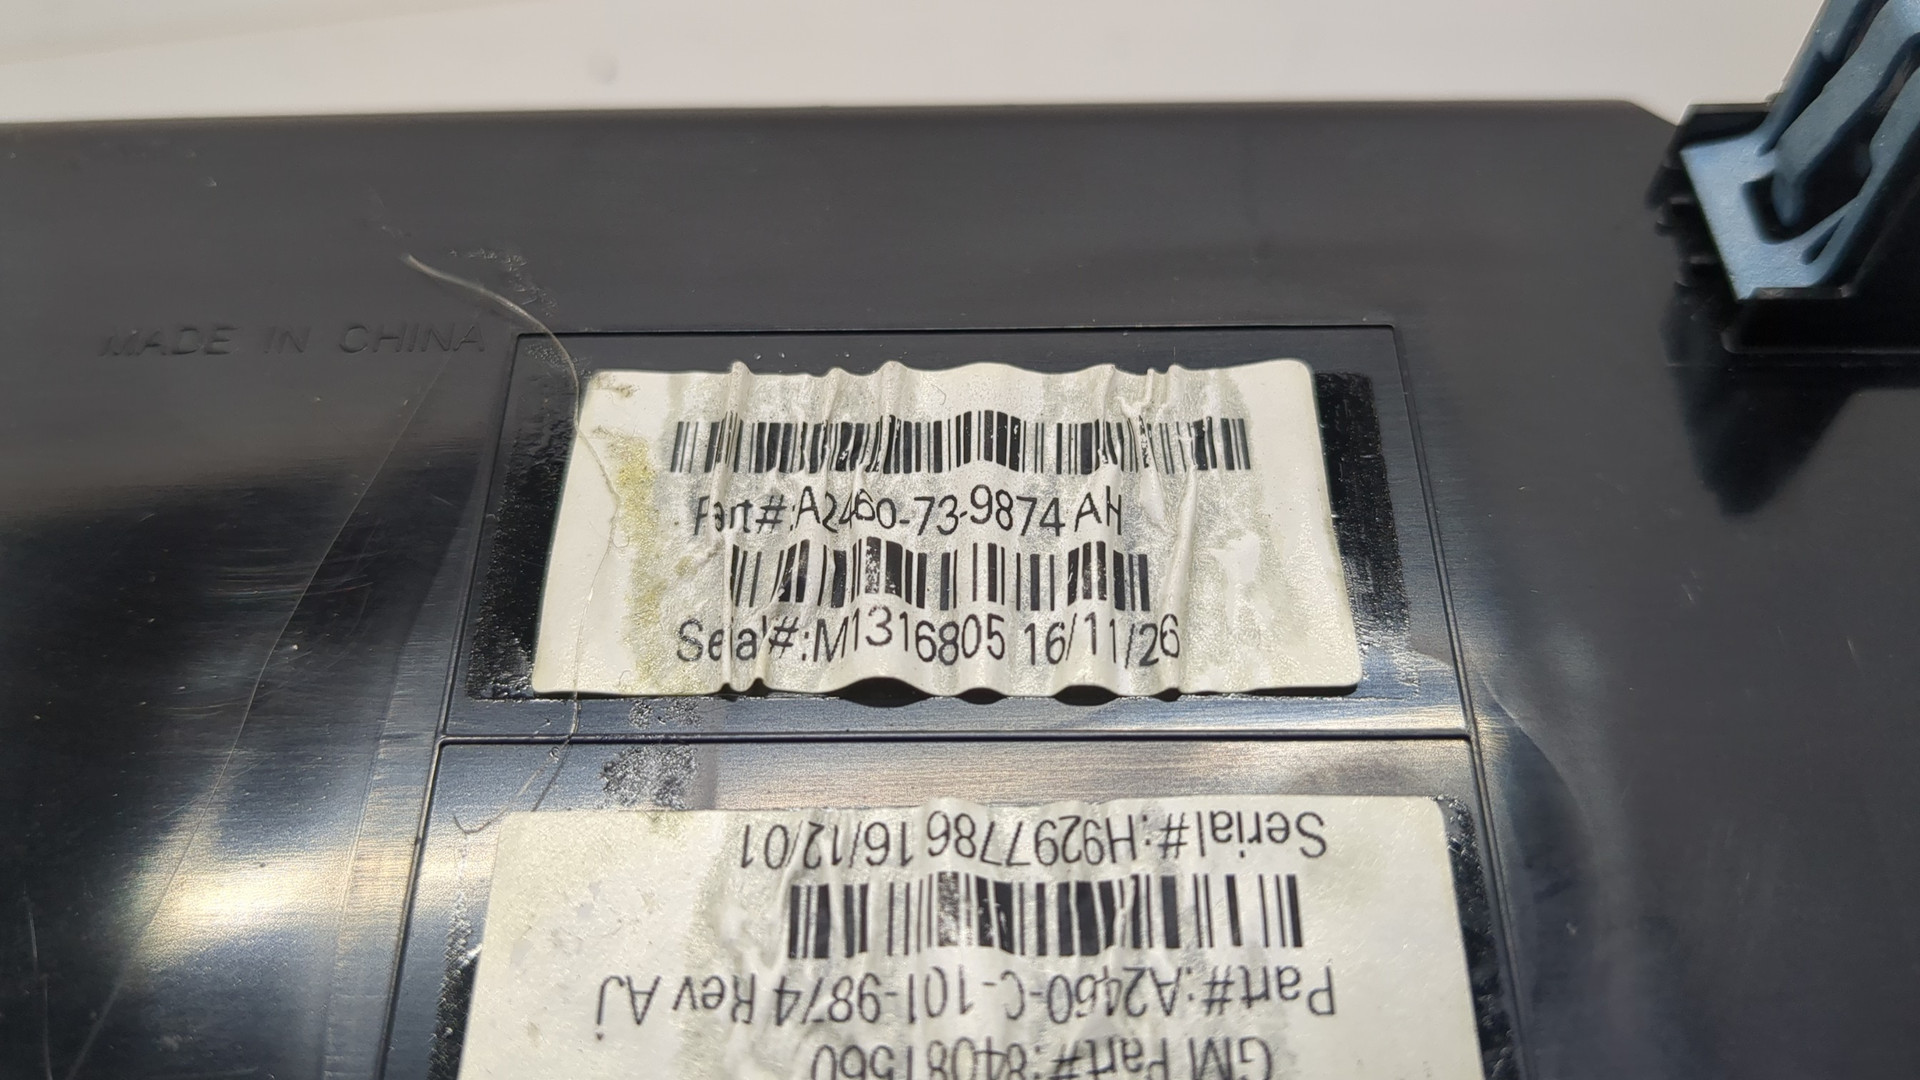 MADE IN CHINA
Part#:A2460-73-9874 AH
Serial#:M1316805 16/11/26
Serial#:H9297786 16/12/01
Part#:A2460-C-101-9874 Rev AJ
GM Part#:84081560